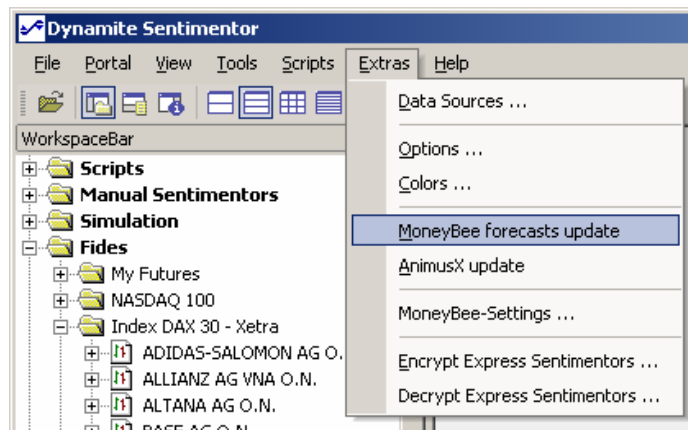 Dynamite Sentimentor
File Portal View Tools Scripts Extras Help
WorkspaceBar
Scripts
Manual Sentimentors
Simulation
Fides
My Futures
NASDAQ 100
Index DAX 30 - Xetra
ADIDAS-SALOMON AG O.
ALLIANZ AG VNA O.N.
ALTANA AG O.N.
BASF AG O.N.
Data Sources ...
Options ...
Colors ...
MoneyBee forecasts update
AnimusX update
MoneyBee-Settings ...
Encrypt Express Sentimentors ...
Decrypt Express Sentimentors ...